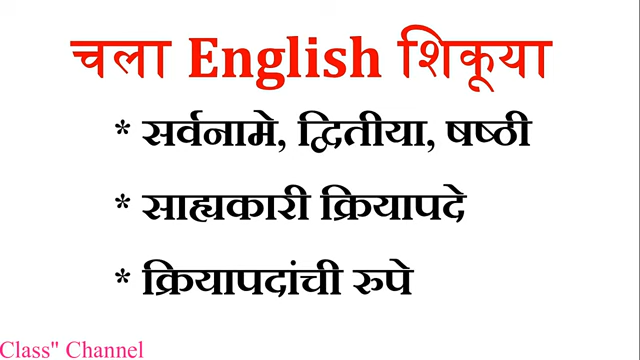 चला English शिकूया
* सर्वनामे, द्वितीया, षष्ठी
* साह्यकारी क्रियापदे
* क्रियापदांची रुपे
Class" Channel